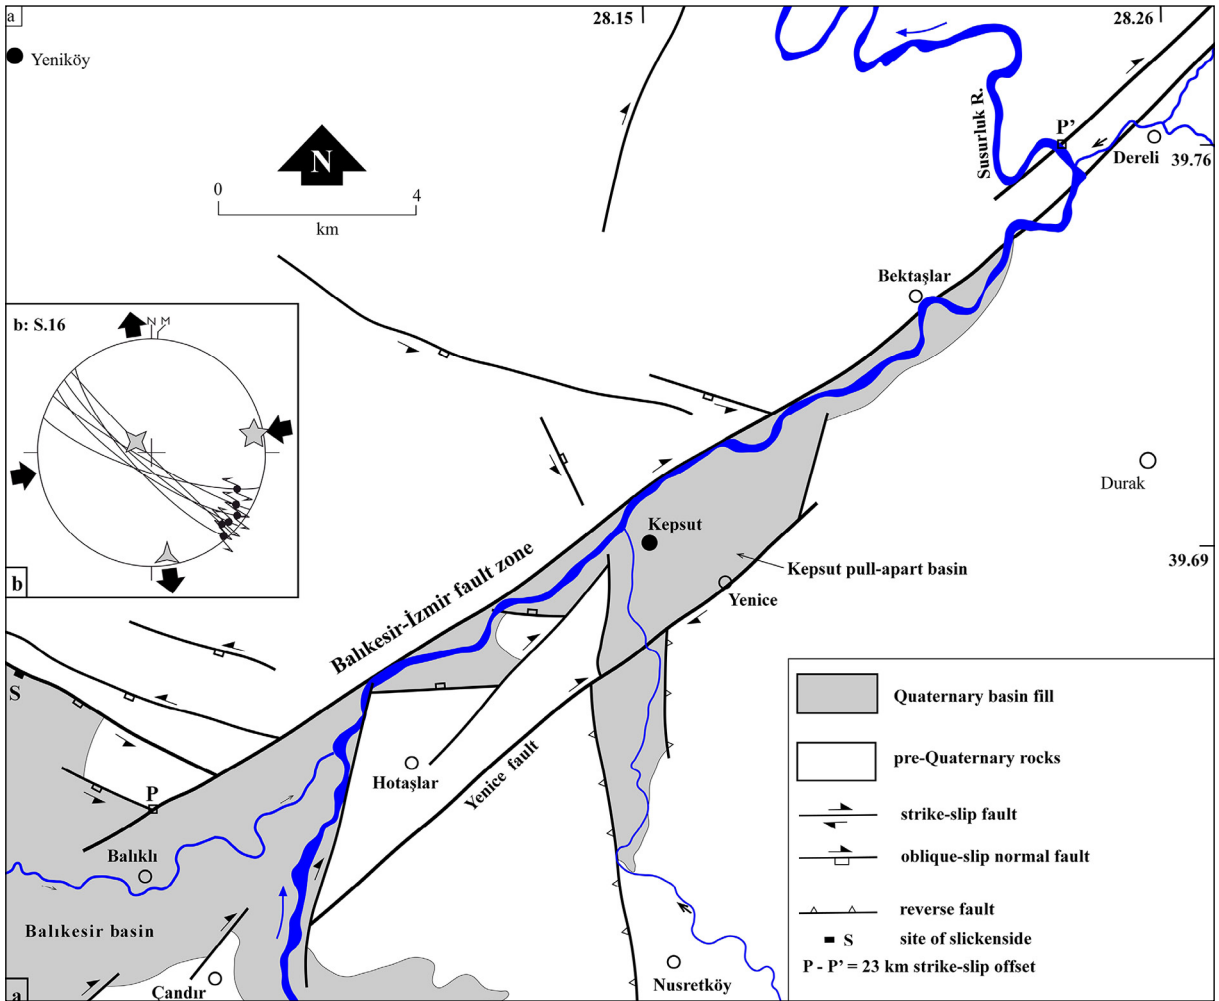 a
28.15
28.26
Yeniköy
Susurluk R.
P’
Dereli
39.76
N
0
4
km
Bektaşlar
b: S.16
N M
b
Durak
Kepsut
39.69
Kepsut pull-apart basin
Yenice
Balıkesir-İzmir fault zone
S
Hotaşlar
Yenice fault
P
Balıklı
Balıkesir basin
Çandır
Nusretköy
a
Quaternary basin fill
pre-Quaternary rocks
strike-slip fault
oblique-slip normal fault
reverse fault
S site of slickenside
P - P’ = 23 km strike-slip offset